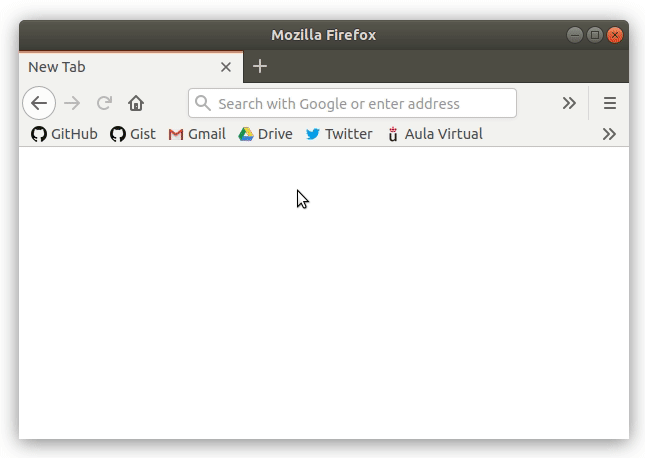 Mozilla Firefox
New Tab
Search with Google or enter address
GitHub Gist Gmail Drive Twitter Aula Virtual